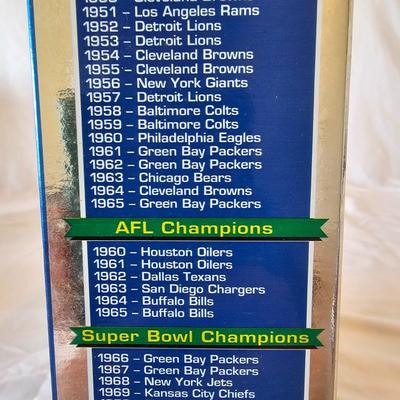 1951 – Los Angeles Rams
1952 – Detroit Lions
1953 – Detroit Lions
1954 – Cleveland Browns
1955 – Cleveland Browns
1956 – New York Giants
1957 – Detroit Lions
1958 – Baltimore Colts
1959 – Baltimore Colts
1960 – Philadelphia Eagles
1961 – Green Bay Packers
1962 – Green Bay Packers
1963 – Chicago Bears
1964 – Cleveland Browns
1965 – Green Bay Packers
AFL Champions
1960 – Houston Oilers
1961 – Houston Oilers
1962 – Dallas Texans
1963 – San Diego Chargers
1964 – Buffalo Bills
1965 – Buffalo Bills
Super Bowl Champions
1966 – Green Bay Packers
1967 – Green Bay Packers
1968 – New York Jets
1969 – Kansas City Chiefs